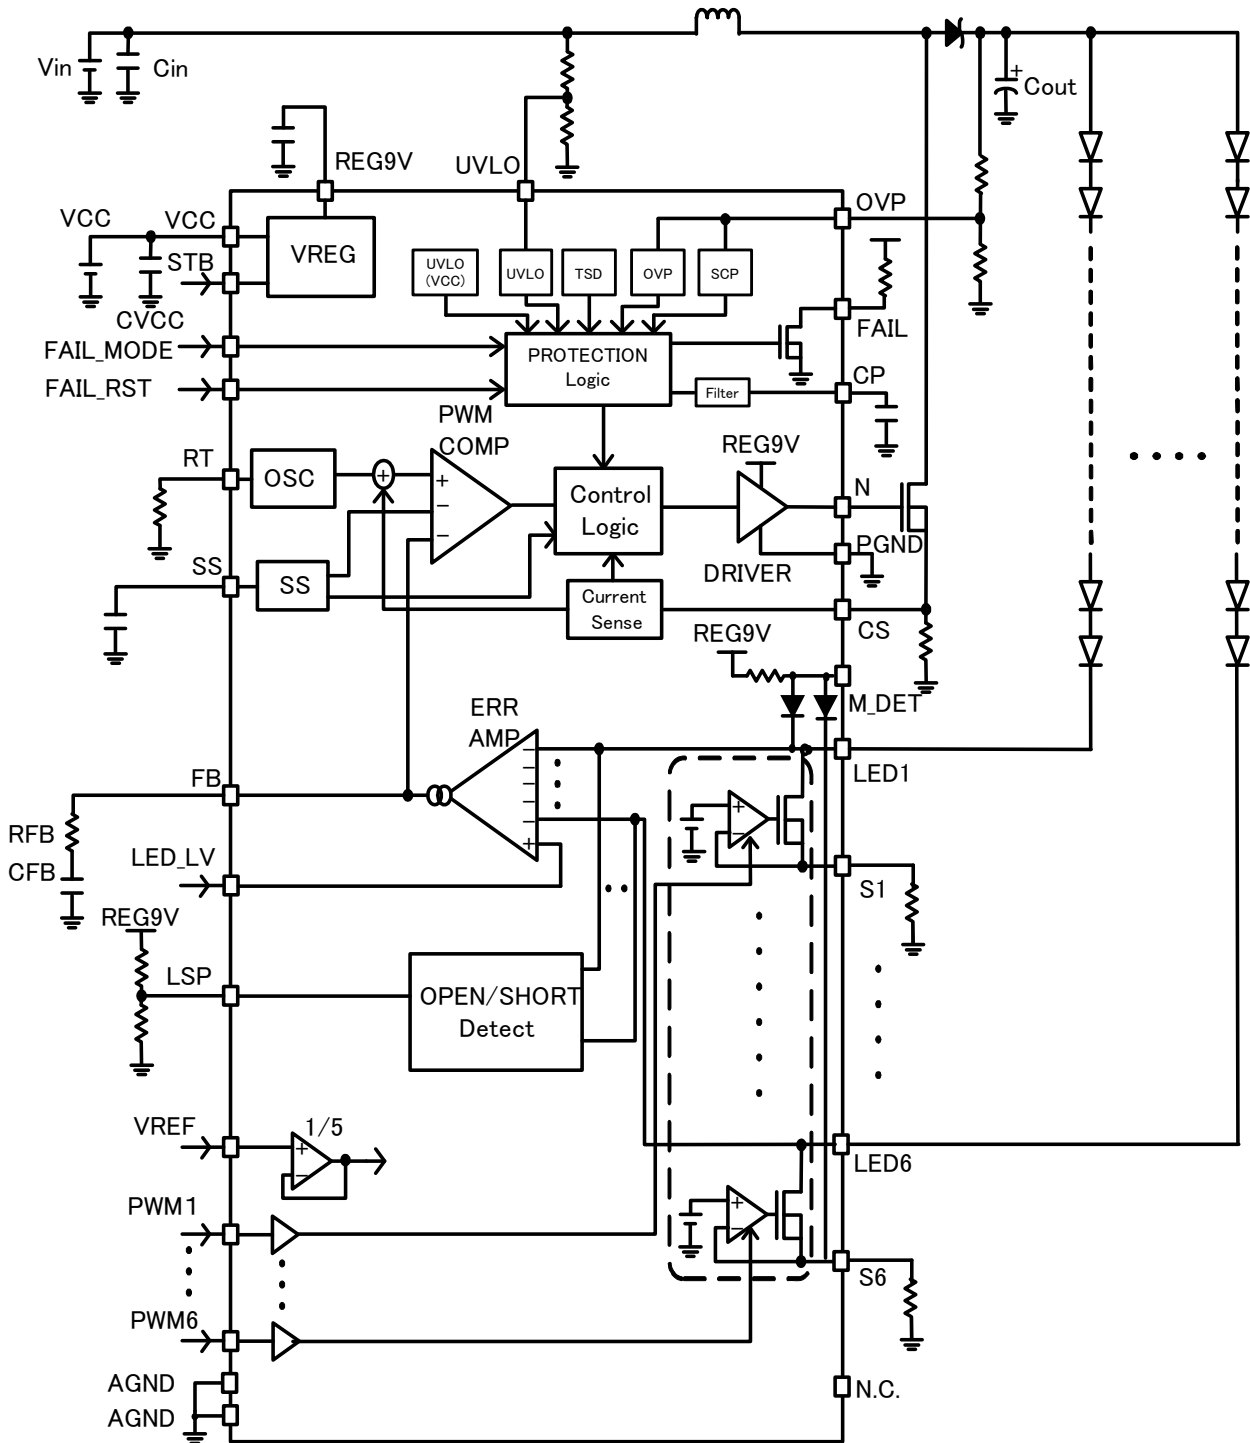 Vin
Cin
+
Cout
REG9V
UVLO
VCC
VCC
OVP
VREG
STB
UVLO
(VCC)
UVLO
TSD
OVP
SCP
CVCC
FAIL
FAIL_MODE
PROTECTION
Logic
FAIL_RST
Filter
CP
PWM
COMP
REG9V
RT
OSC
+
+
−
−
Control
Logic
N
PGND
SS
SS
DRIVER
Current
Sense
CS
REG9V
M_DET
ERR
AMP
−
−
−
−
+
LED1
FB
+
−
RFB
LED_LV
CFB
S1
REG9V
LSP
OPEN/SHORT
Detect
VREF
1/5
+
−
LED6
PWM1
+
−
S6
PWM6
AGND
N.C.
AGND